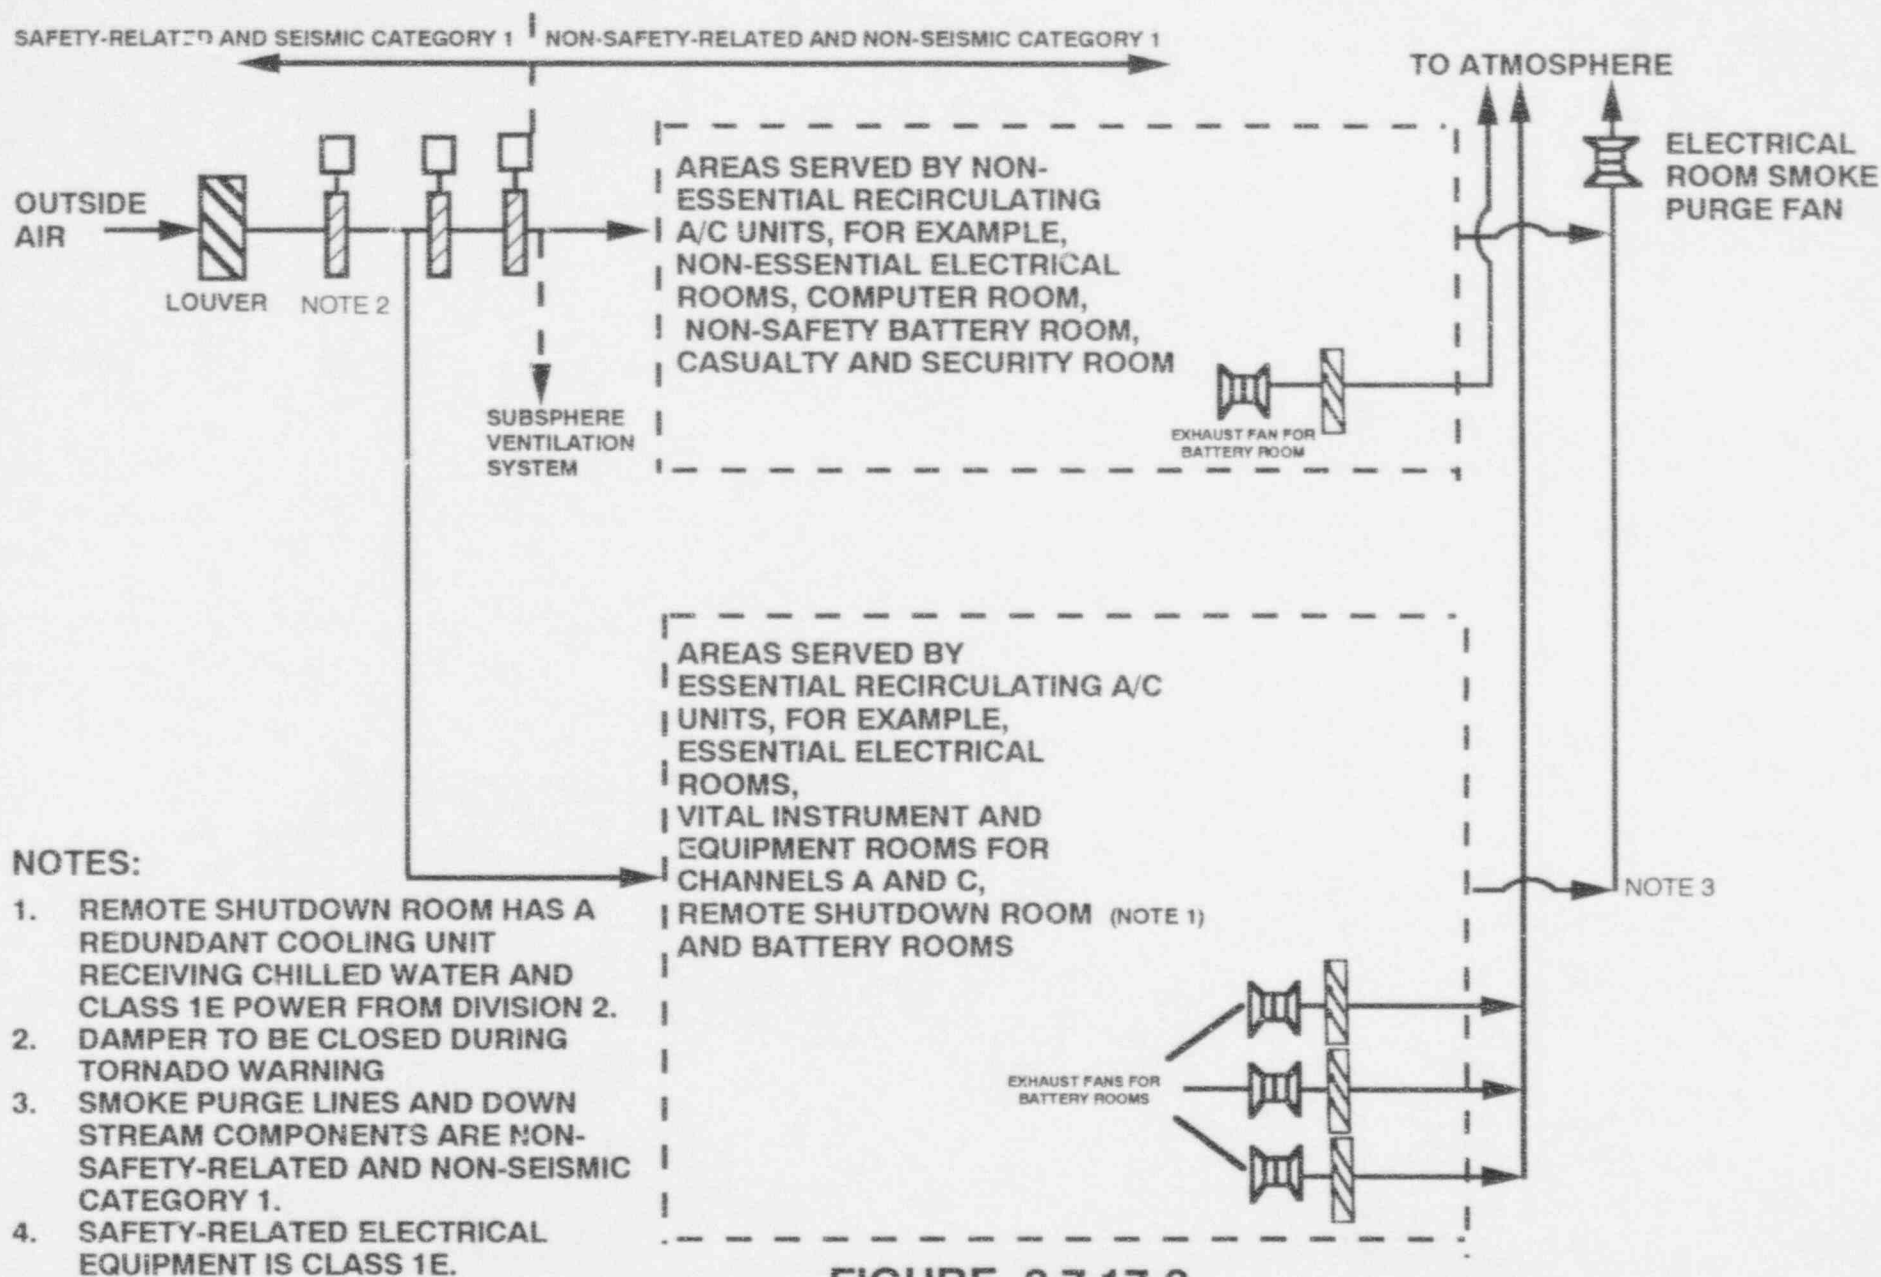 SAFETY-RELATED AND SEISMIC CATEGORY 1
NON-SAFETY-RELATED AND NON-SEISMIC CATEGORY 1
TO ATMOSPHERE
ELECTRICAL
ROOM SMOKE
PURGE FAN
OUTSIDE
AIR
LOUVER
NOTE 2
SUBSPHERE
VENTILATION
SYSTEM
AREAS SERVED BY NON-
ESSENTIAL RECIRCULATING
A/C UNITS, FOR EXAMPLE,
NON-ESSENTIAL ELECTRICAL
ROOMS, COMPUTER ROOM,
NON-SAFETY BATTERY ROOM,
CASUALTY AND SECURITY ROOM
EXHAUST FAN FOR
BATTERY ROOM
AREAS SERVED BY
ESSENTIAL RECIRCULATING A/C
UNITS, FOR EXAMPLE,
ESSENTIAL ELECTRICAL
ROOMS,
VITAL INSTRUMENT AND
EQUIPMENT ROOMS FOR
CHANNELS A AND C,
REMOTE SHUTDOWN ROOM (NOTE 1)
AND BATTERY ROOMS
NOTE 3
EXHAUST FANS FOR
BATTERY ROOMS
NOTES:
1. REMOTE SHUTDOWN ROOM HAS A
REDUNDANT COOLING UNIT
RECEIVING CHILLED WATER AND
CLASS 1E POWER FROM DIVISION 2.
2. DAMPER TO BE CLOSED DURING
TORNADO WARNING
3. SMOKE PURGE LINES AND DOWN
STREAM COMPONENTS ARE NON-
SAFETY-RELATED AND NON-SEISMIC
CATEGORY 1.
4. SAFETY-RELATED ELECTRICAL
EQUIPMENT IS CLASS 1E.